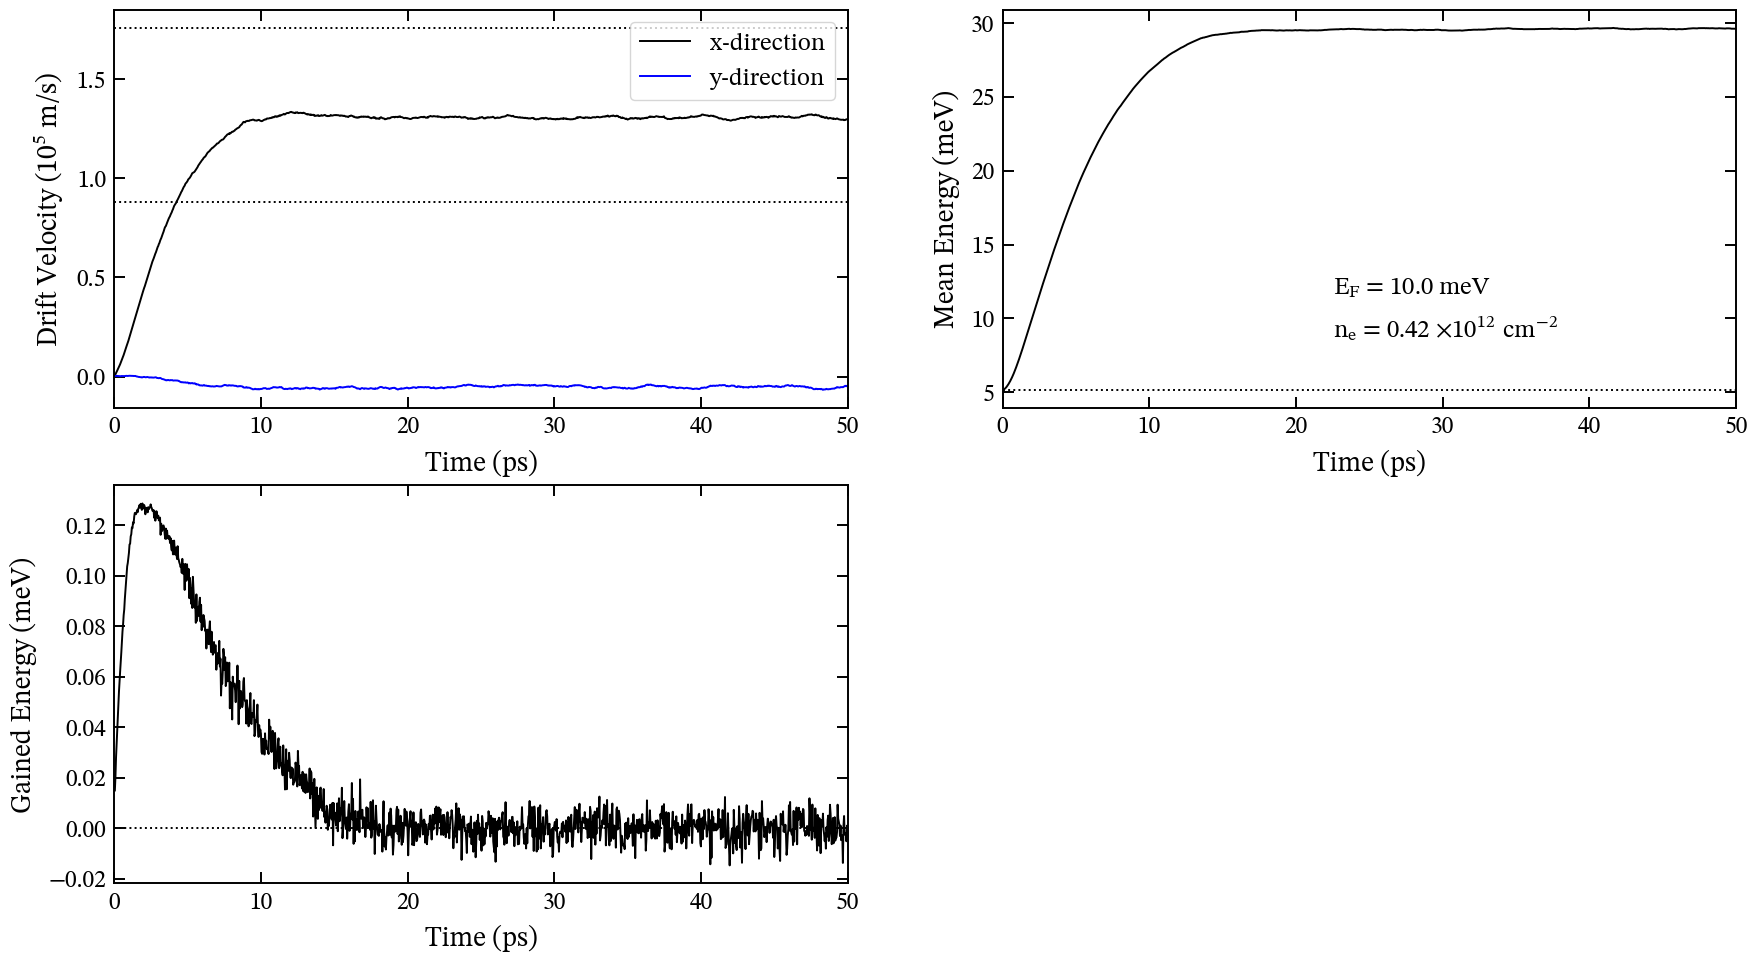 Drift Velocity (10⁵ m/s)
1.5
1.0
0.5
0.0
x-direction
y-direction
0 10 20 30 40 50
Time (ps)
Mean Energy (meV)
30
25
20
15
10
5
E_F = 10.0 meV
n_e = 0.42 ×10¹² cm⁻²
0 10 20 30 40 50
Time (ps)
Gained Energy (meV)
0.12
0.10
0.08
0.06
0.04
0.02
0.00
−0.02
0 10 20 30 40 50
Time (ps)